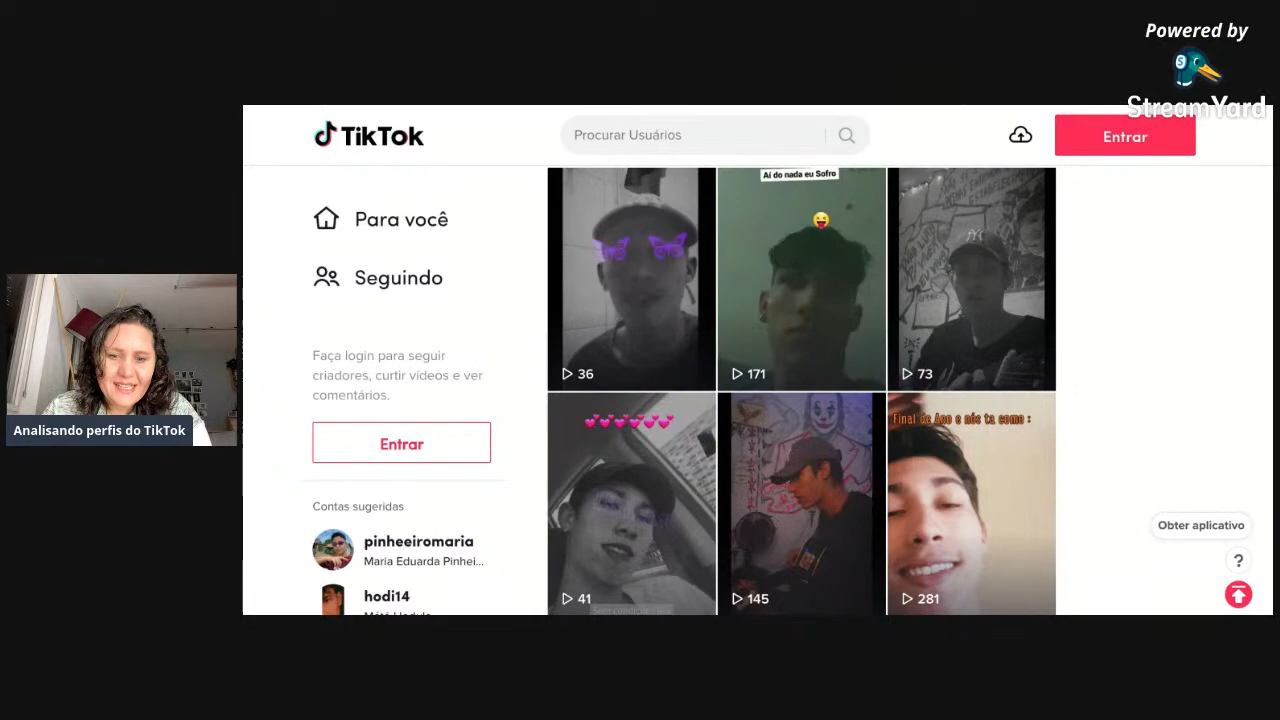 Powered by
StreamYard
TikTok
Procurar Usuários
Entrar
Para você
Seguindo
Faça login para seguir
criadores, curtir vídeos e ver
comentários.
Entrar
Contas sugeridas
pinheeiromaria
Maria Eduarda Pinhei...
hodi14
Aí do nada eu Sofro
36
171
73
Final de Ano e nós ta como :
41
145
281
Obter aplicativo
?
Analisando perfis do TikTok